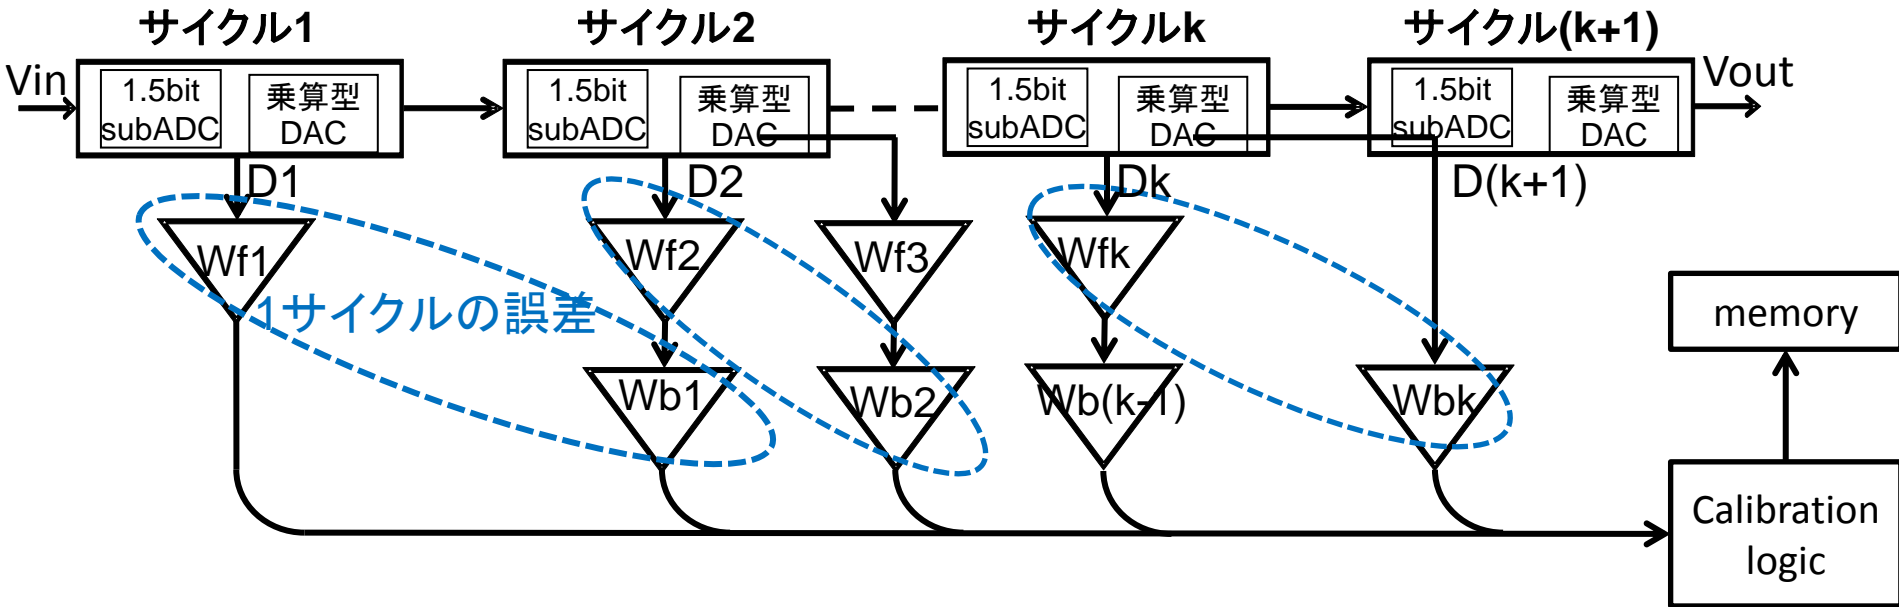 サイクル1
サイクル2
サイクルk
サイクル(k+1)
Vin
1.5bit
subADC
乗算型
DAC
1.5bit
subADC
乗算型
DAC
1.5bit
subADC
乗算型
DAC
1.5bit
subADC
乗算型
DAC
Vout
D1
D2
Dk
D(k+1)
Wf1
Wf2
Wf3
Wfk
1サイクルの誤差
memory
Wb1
Wb2
Wb(k-1)
Wbk
Calibration
logic